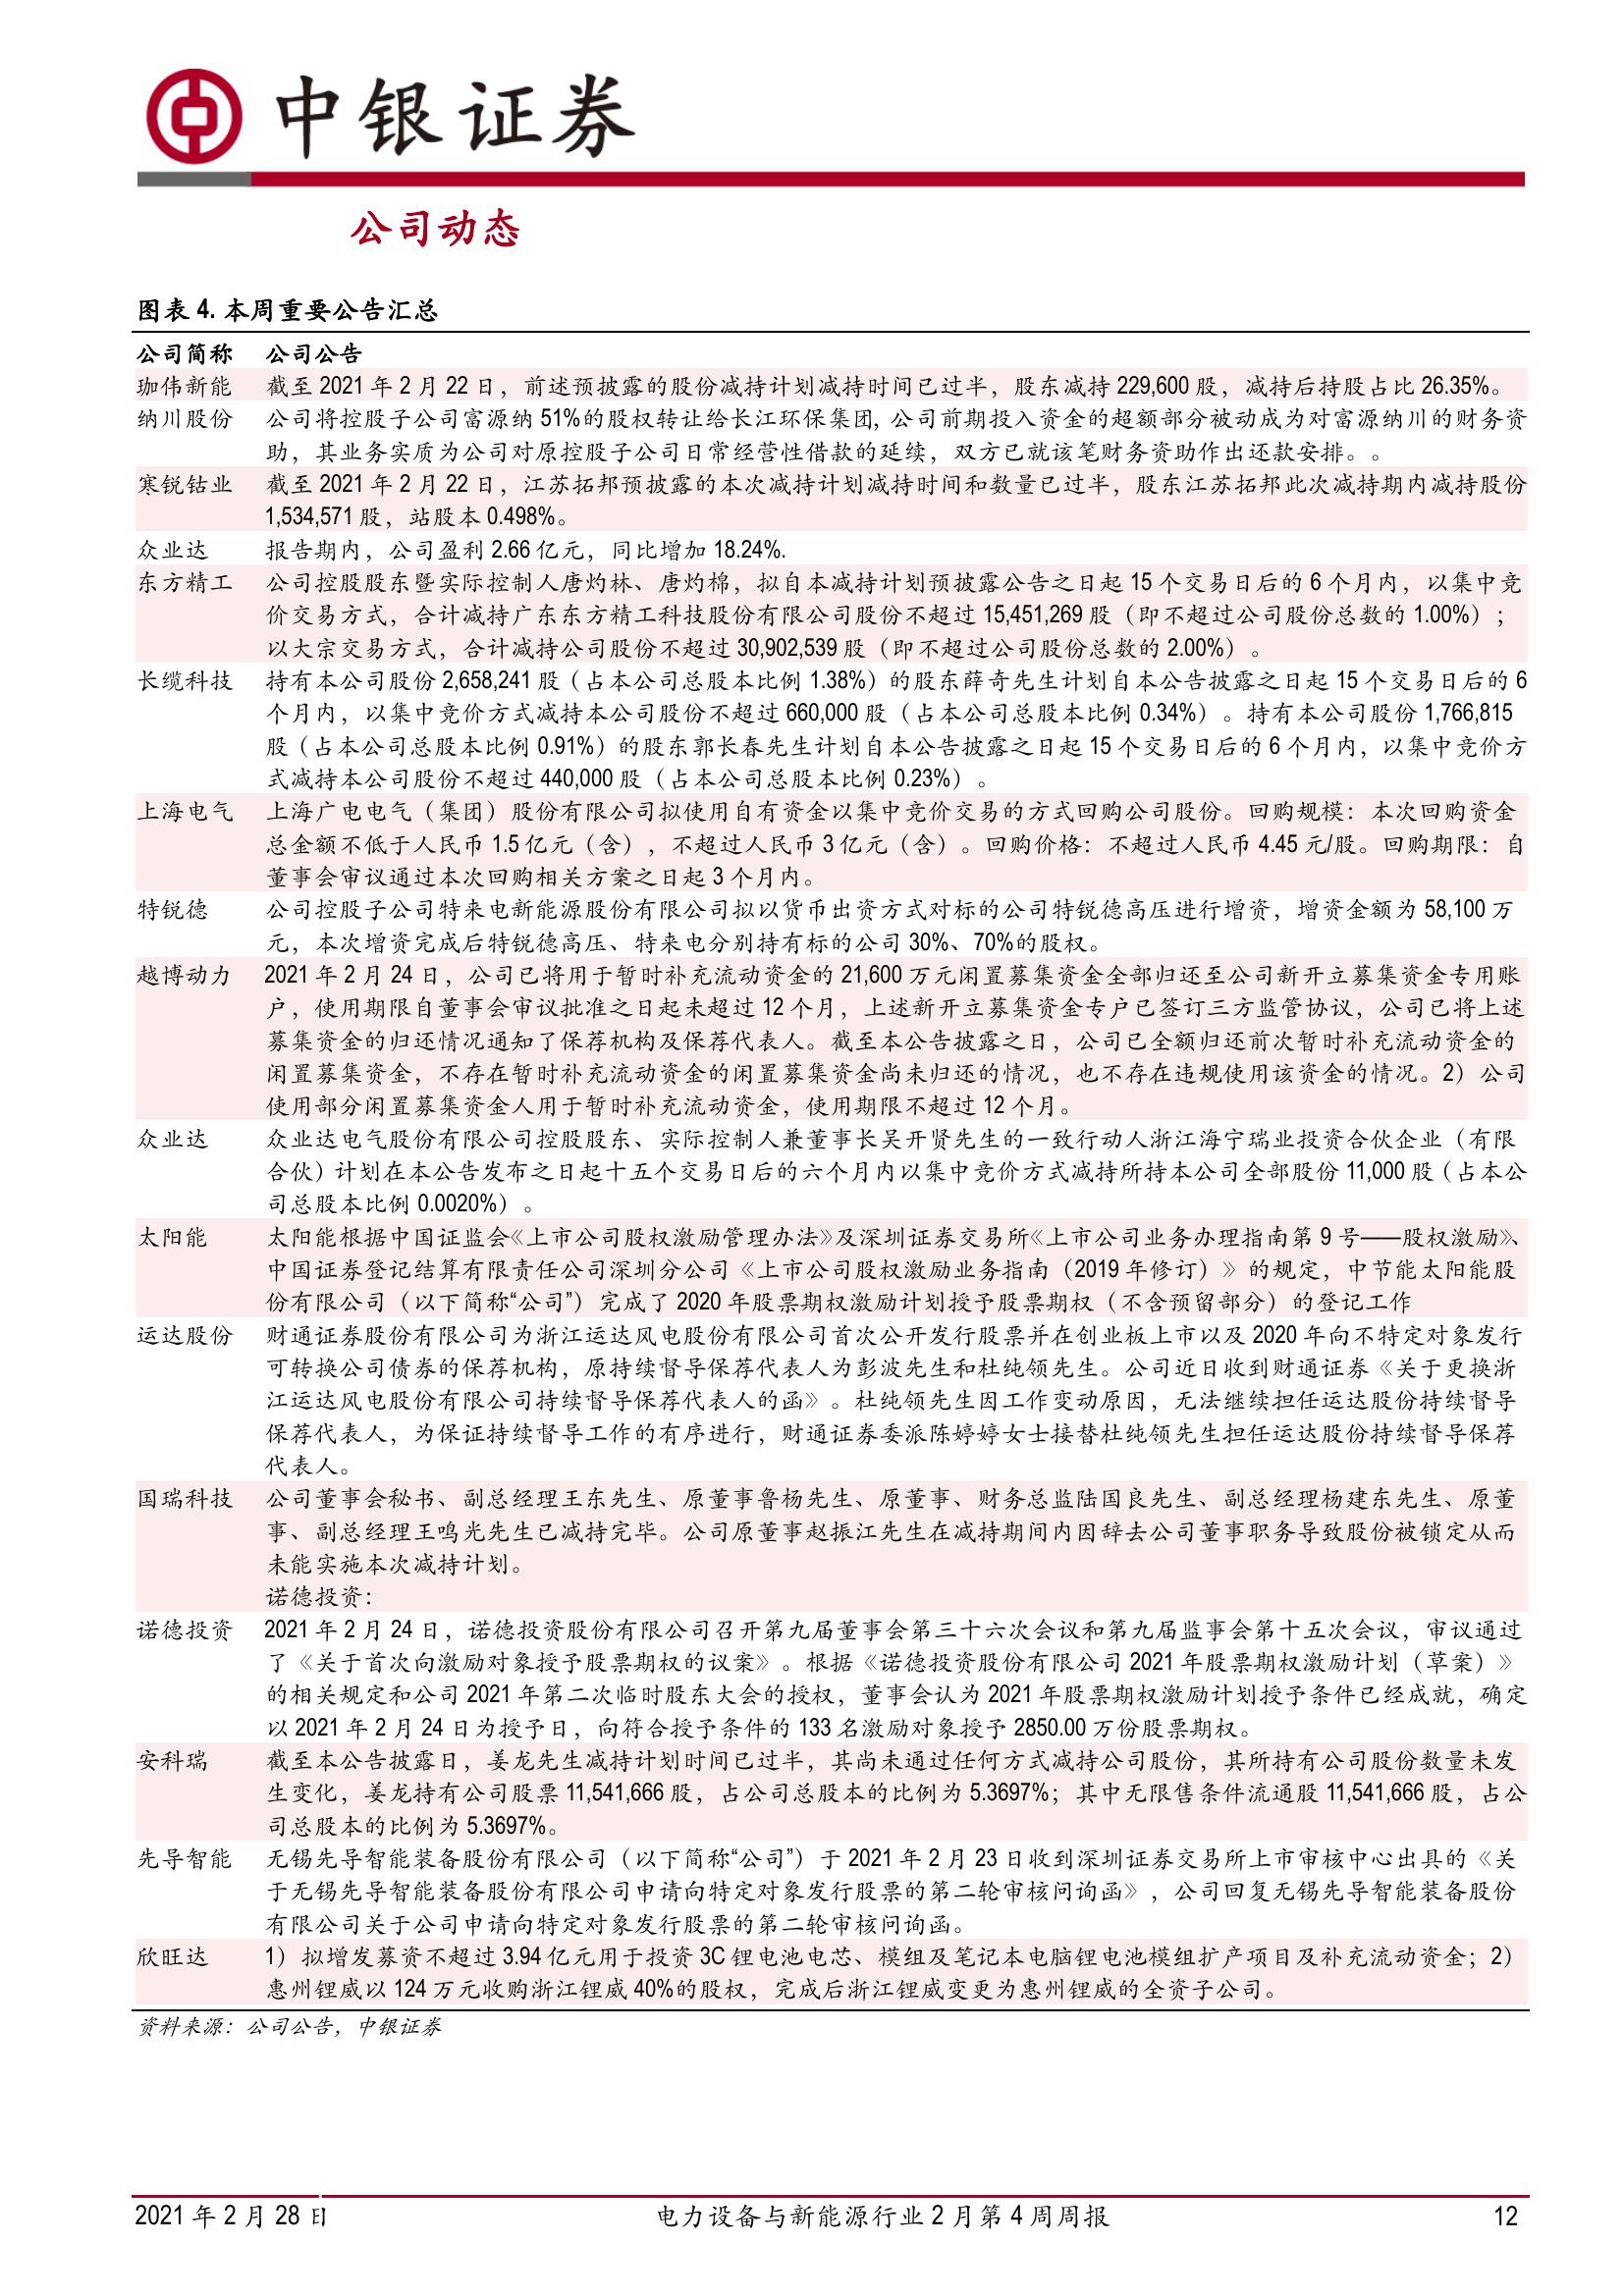 中银证券
公司动态
图表 4. 本周重要公告汇总
公司简称 公司公告
珈伟新能 截至 2021 年 2 月 22 日，前述预披露的股份减持计划减持时间已过半，股东减持 229,600 股，减持后持股占比 26.35%。
纳川股份 公司将控股子公司富源纳 51%的股权转让给长江环保集团, 公司前期投入资金的超额部分被动成为对富源纳川的财务资
助，其业务实质为公司对原控股子公司日常经营性借款的延续，双方已就该笔财务资助作出还款安排。。
寒锐钴业 截至 2021 年 2 月 22 日，江苏拓邦预披露的本次减持计划减持时间和数量已过半，股东江苏拓邦此次减持期内减持股份
1,534,571 股，站股本 0.498%。
众业达 报告期内，公司盈利 2.66 亿元，同比增加 18.24%.
东方精工 公司控股股东暨实际控制人唐灼林、唐灼棉，拟自本减持计划预披露公告之日起 15 个交易日后的 6 个月内，以集中竞
价交易方式，合计减持广东东方精工科技股份有限公司股份不超过 15,451,269 股（即不超过公司股份总数的 1.00%）；
以大宗交易方式，合计减持公司股份不超过 30,902,539 股（即不超过公司股份总数的 2.00%）。
长缆科技 持有本公司股份 2,658,241 股（占本公司总股本比例 1.38%）的股东薛奇先生计划自本公告披露之日起 15 个交易日后的 6
个月内，以集中竞价方式减持本公司股份不超过 660,000 股（占本公司总股本比例 0.34%）。持有本公司股份 1,766,815
股（占本公司总股本比例 0.91%）的股东郭长春先生计划自本公告披露之日起 15 个交易日后的 6 个月内，以集中竞价方
式减持本公司股份不超过 440,000 股（占本公司总股本比例 0.23%）。
上海电气 上海广电电气（集团）股份有限公司拟使用自有资金以集中竞价交易的方式回购公司股份。回购规模：本次回购资金
总金额不低于人民币 1.5 亿元（含），不超过人民币 3 亿元（含）。回购价格：不超过人民币 4.45 元/股。回购期限：自
董事会审议通过本次回购相关方案之日起 3 个月内。
特锐德 公司控股子公司特来电新能源股份有限公司拟以货币出资方式对标的公司特锐德高压进行增资，增资金额为 58,100 万
元，本次增资完成后特锐德高压、特来电分别持有标的公司 30%、70%的股权。
越博动力 2021 年 2 月 24 日，公司已将用于暂时补充流动资金的 21,600 万元闲置募集资金全部归还至公司新开立募集资金专用账
户，使用期限自董事会审议批准之日起未超过 12 个月，上述新开立募集资金专户已签订三方监管协议，公司已将上述
募集资金的归还情况通知了保荐机构及保荐代表人。截至本公告披露之日，公司已全额归还前次暂时补充流动资金的
闲置募集资金，不存在暂时补充流动资金的闲置募集资金尚未归还的情况，也不存在违规使用该资金的情况。2）公司
使用部分闲置募集资金人用于暂时补充流动资金，使用期限不超过 12 个月。
众业达 众业达电气股份有限公司控股股东、实际控制人兼董事长吴开贤先生的一致行动人浙江海宁瑞业投资合伙企业（有限
合伙）计划在本公告发布之日起十五个交易日后的六个月内以集中竞价方式减持所持本公司全部股份 11,000 股（占本公
司总股本比例 0.0020%）。
太阳能 太阳能根据中国证监会《上市公司股权激励管理办法》及深圳证券交易所《上市公司业务办理指南第 9 号——股权激励》、
中国证券登记结算有限责任公司深圳分公司《上市公司股权激励业务指南（2019 年修订）》的规定，中节能太阳能股
份有限公司（以下简称“公司”）完成了 2020 年股票期权激励计划授予股票期权（不含预留部分）的登记工作
运达股份 财通证券股份有限公司为浙江运达风电股份有限公司首次公开发行股票并在创业板上市以及 2020 年向不特定对象发行
可转换公司债券的保荐机构，原持续督导保荐代表人为彭波先生和杜纯领先生。公司近日收到财通证券《关于更换浙
江运达风电股份有限公司持续督导保荐代表人的函》。杜纯领先生因工作变动原因，无法继续担任运达股份持续督导
保荐代表人，为保证持续督导工作的有序进行，财通证券委派陈婷婷女士接替杜纯领先生担任运达股份持续督导保荐
代表人。
国瑞科技 公司董事会秘书、副总经理王东先生、原董事鲁杨先生、原董事、财务总监陆国良先生、副总经理杨建东先生、原董
事、副总经理王鸣光先生已减持完毕。公司原董事赵振江先生在减持期间内因辞去公司董事职务导致股份被锁定从而
未能实施本次减持计划。
诺德投资：
诺德投资 2021 年 2 月 24 日，诺德投资股份有限公司召开第九届董事会第三十六次会议和第九届监事会第十五次会议，审议通过
了《关于首次向激励对象授予股票期权的议案》。根据《诺德投资股份有限公司 2021 年股票期权激励计划（草案）》
的相关规定和公司 2021 年第二次临时股东大会的授权，董事会认为 2021 年股票期权激励计划授予条件已经成就，确定
以 2021 年 2 月 24 日为授予日，向符合授予条件的 133 名激励对象授予 2850.00 万份股票期权。
安科瑞 截至本公告披露日，姜龙先生减持计划时间已过半，其尚未通过任何方式减持公司股份，其所持有公司股份数量未发
生变化，姜龙持有公司股票 11,541,666 股，占公司总股本的比例为 5.3697%；其中无限售条件流通股 11,541,666 股，占公
司总股本的比例为 5.3697%。
先导智能 无锡先导智能装备股份有限公司（以下简称“公司”）于 2021 年 2 月 23 日收到深圳证券交易所上市审核中心出具的《关
于无锡先导智能装备股份有限公司申请向特定对象发行股票的第二轮审核问询函》，公司回复无锡先导智能装备股份
有限公司关于公司申请向特定对象发行股票的第二轮审核问询函。
欣旺达 1）拟增发募资不超过 3.94 亿元用于投资 3C 锂电池电芯、模组及笔记本电脑锂电池模组扩产项目及补充流动资金；2）
惠州锂威以 124 万元收购浙江锂威 40%的股权，完成后浙江锂威变更为惠州锂威的全资子公司。
资料来源：公司公告，中银证券
2021 年 2 月 28 日 电力设备与新能源行业 2 月第 4 周周报 12